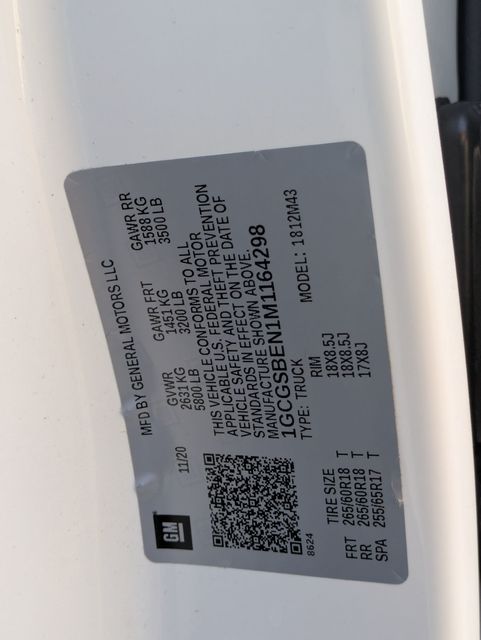 GM
11/20
MFD BY GENERAL MOTORS LLC
GVWR GAWR FRT GAWR RR
2631 KG 1451 KG 1588 KG
5800 LB 3200 LB 3500 LB
THIS VEHICLE CONFORMS TO ALL
APPLICABLE U.S. FEDERAL MOTOR
VEHICLE SAFETY AND THEFT PREVENTION
STANDARDS IN EFFECT ON THE DATE OF
MANUFACTURE SHOWN ABOVE.
1GCGSBEN1M1164298
TYPE: TRUCK MODEL: 1812M43
8624
TIRE SIZE RIM
FRT 265/60R18 T 18X8.5J
RR 265/60R18 T 18X8.5J
SPA 255/65R17 T 17X8J